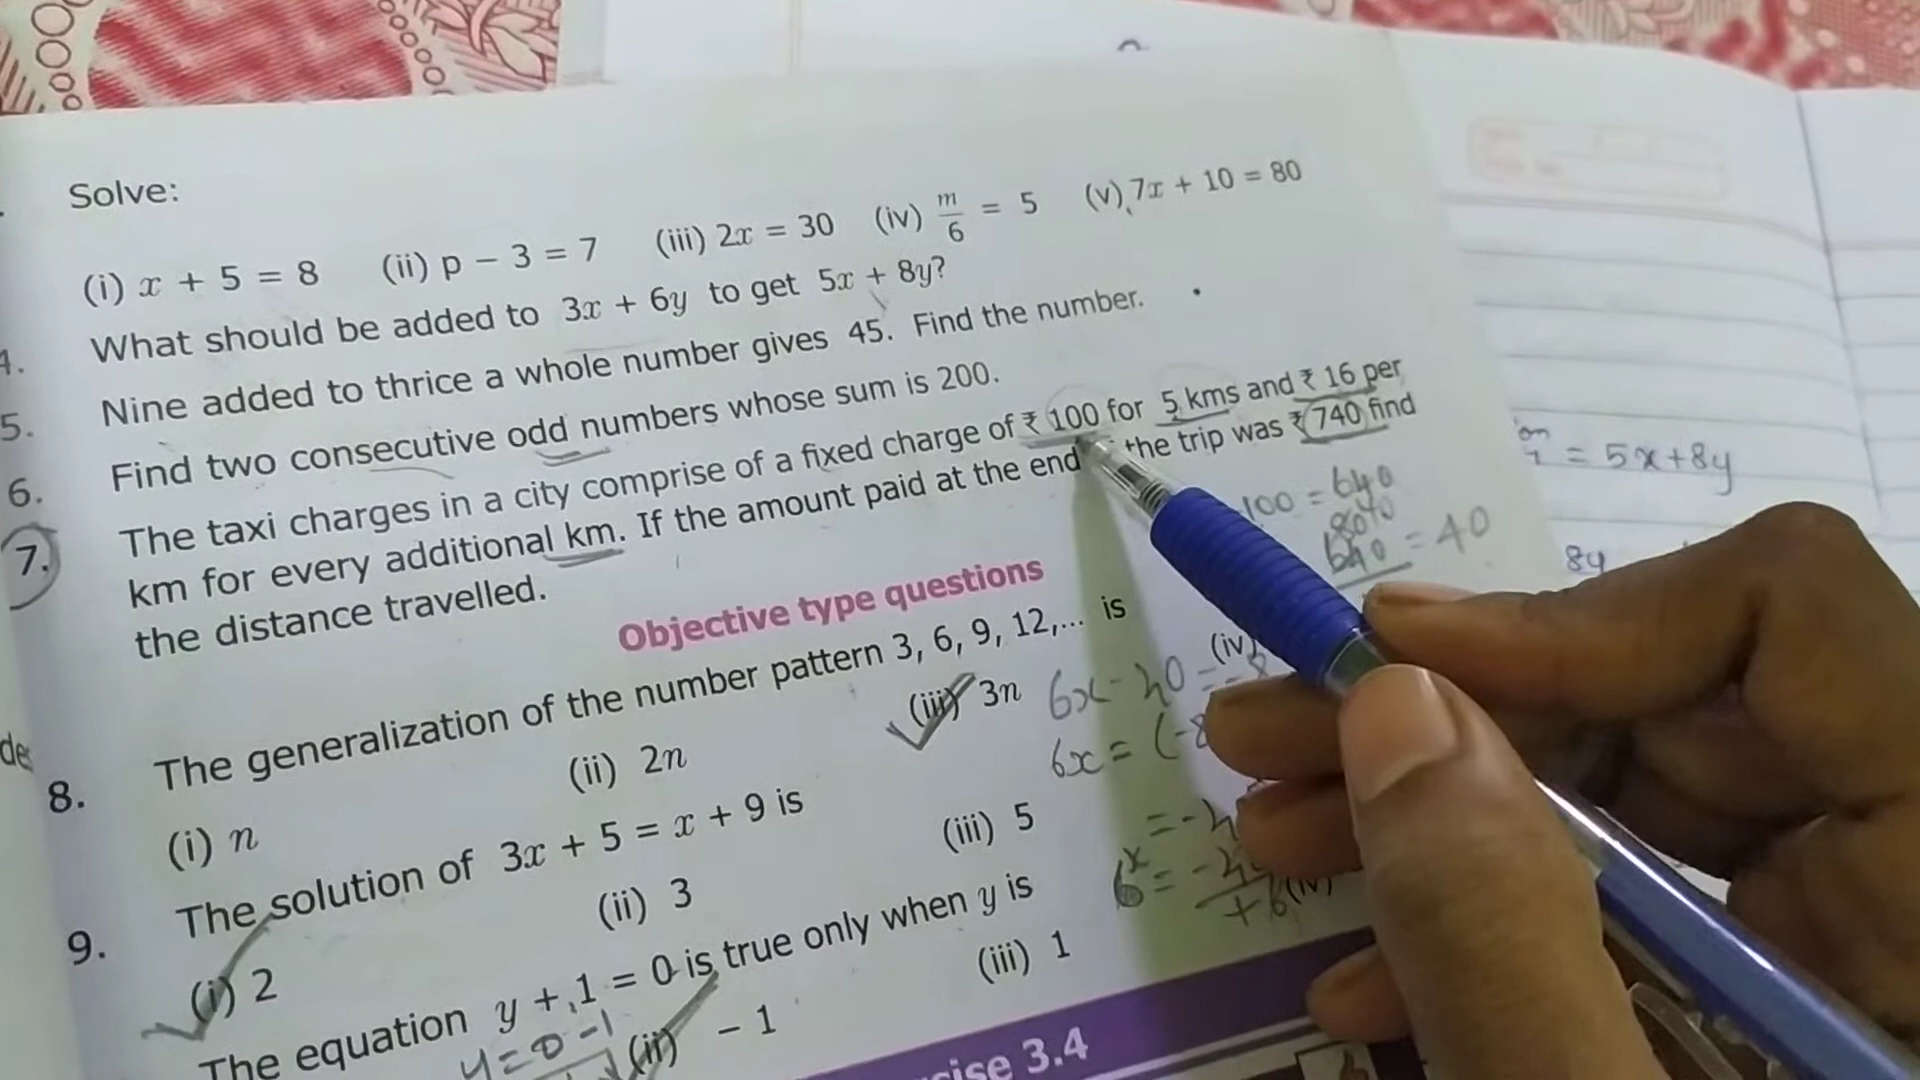 Solve:
(i) x + 5 = 8 (ii) p − 3 = 7 (iii) 2x = 30 (iv) m/6 = 5 (v) 7x + 10 = 80
4. What should be added to 3x + 6y to get 5x + 8y?
5. Nine added to thrice a whole number gives 45. Find the number.
6. Find two consecutive odd numbers whose sum is 200.
7. The taxi charges in a city comprise of a fixed charge of ₹ 100 for 5 kms and ₹ 16 per
km for every additional km. If the amount paid at the end the trip was ₹ 740 find
the distance travelled.
100 = 640
= 40
= 5x+8y
8y
Objective type questions
8. The generalization of the number pattern 3, 6, 9, 12,... is
(i) n (ii) 2n (iii) 3n (iv)
6x =
9. The solution of 3x + 5 = x + 9 is
(i) 2 (ii) 3 (iii) 5 (iv)
The equation y + 1 = 0 is true only when y is
y = 0 - 1
(ii) − 1 (iii) 1
3.4